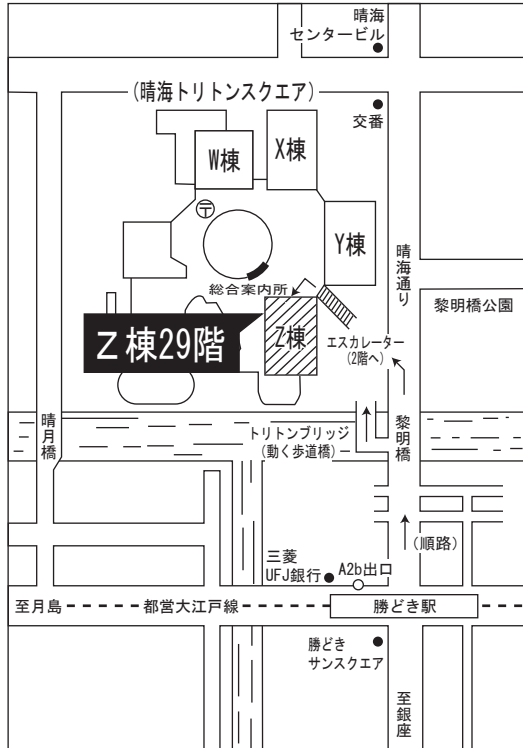 晴海
センタービル
(晴海トリトンスクエア)
交番
W棟
X棟
〒
Y棟
晴海通り
総合案内所
黎明橋公園
Z棟29階
Z棟
エスカレーター
(2階へ)
晴月橋
トリトンブリッジ
(動く歩道橋)
黎明橋
(順路)
三菱
UFJ銀行
A2b出口
至月島
都営大江戸線
勝どき駅
勝どき
サンスクエア
至銀座